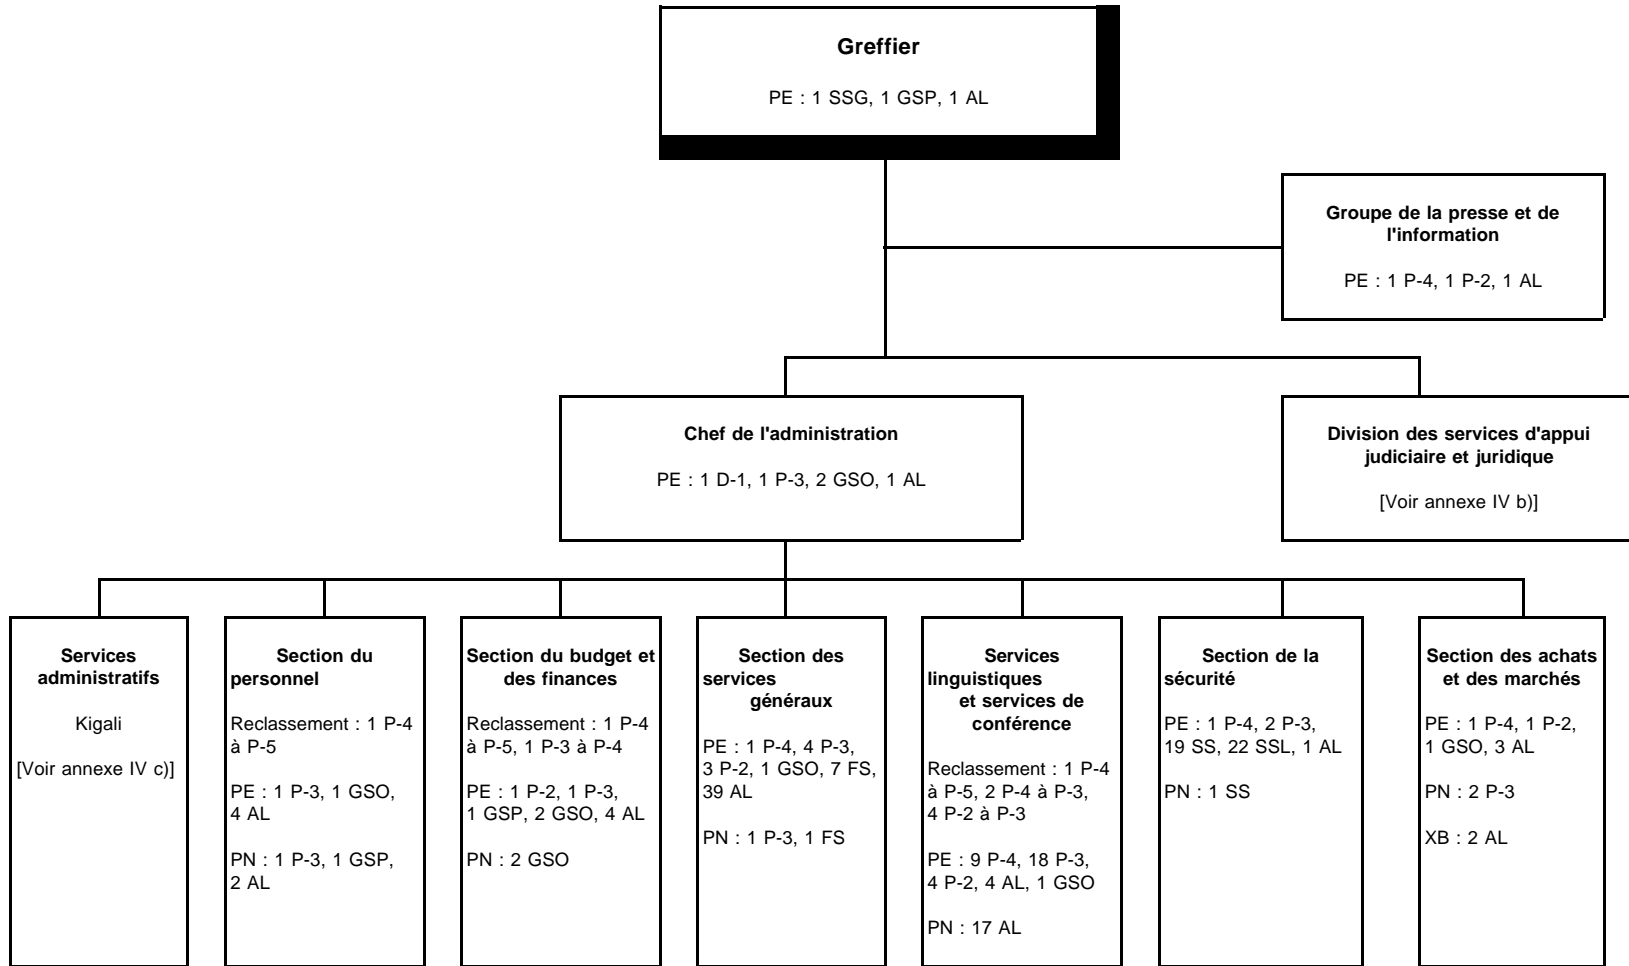 Greffier
PE : 1 SSG, 1 GSP, 1 AL
Groupe de la presse et de
l'information
PE : 1 P-4, 1 P-2, 1 AL
Chef de l'administration
PE : 1 D-1, 1 P-3, 2 GSO, 1 AL
Division des services d'appui
judiciaire et juridique
[Voir annexe IV b)]
Services
administratifs
Kigali
[Voir annexe IV c)]
Section du
personnel
Reclassement : 1 P-4
à P-5
PE : 1 P-3, 1 GSO,
4 AL
PN : 1 P-3, 1 GSP,
2 AL
Section du budget et
des finances
Reclassement : 1 P-4
à P-5, 1 P-3 à P-4
PE : 1 P-2, 1 P-3,
1 GSP, 2 GSO, 4 AL
PN : 2 GSO
Section des
services
généraux
PE : 1 P-4, 4 P-3,
3 P-2, 1 GSO, 7 FS,
39 AL
PN : 1 P-3, 1 FS
Services
linguistiques
et services de
conférence
Reclassement : 1 P-4
à P-5, 2 P-4 à P-3,
4 P-2 à P-3
PE : 9 P-4, 18 P-3,
4 P-2, 4 AL, 1 GSO
PN : 17 AL
Section de la
sécurité
PE : 1 P-4, 2 P-3,
19 SS, 22 SSL, 1 AL
PN : 1 SS
Section des achats
et des marchés
PE : 1 P-4, 1 P-2,
1 GSO, 3 AL
PN : 2 P-3
XB : 2 AL